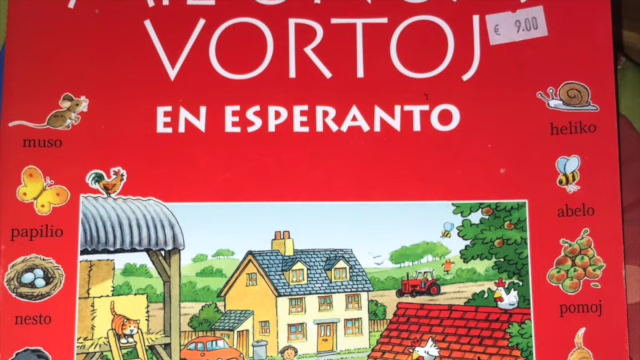 € 9.00
VORTOJ
EN ESPERANTO
muso
heliko
papilio
abelo
nesto
pomoj